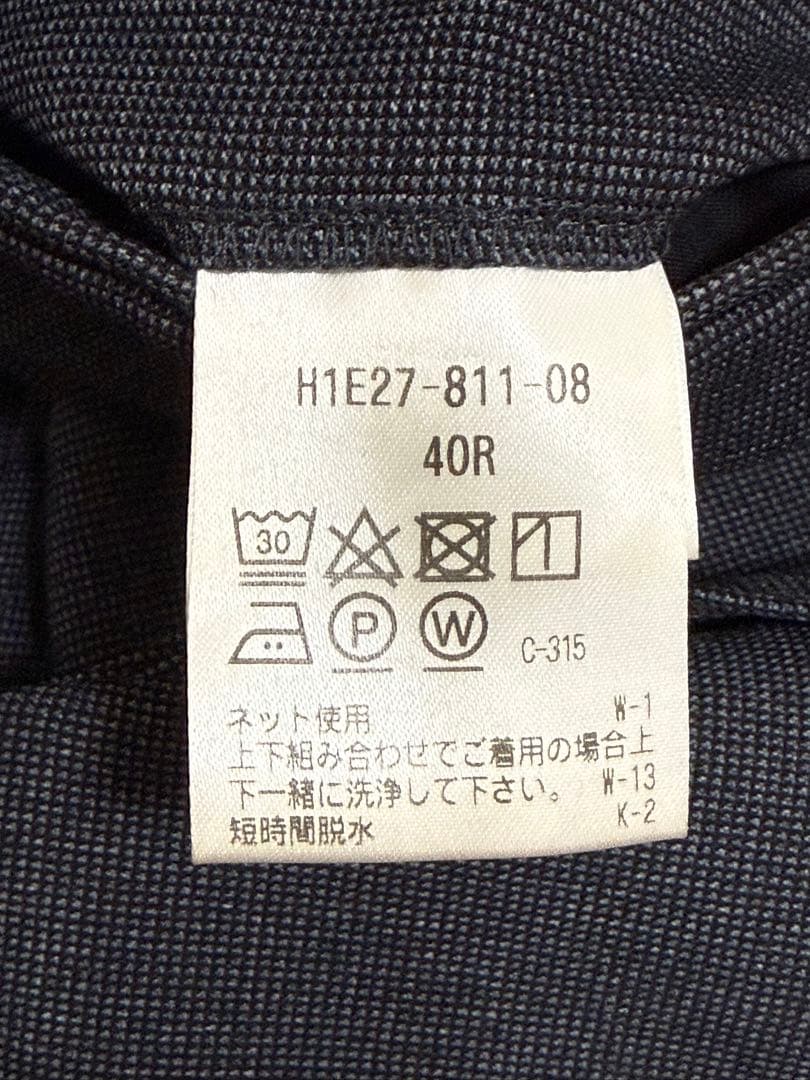 H1E27-811-08
40R
30
P W C-315
ネット使用 W-1
上下組み合わせてご着用の場合上
下一緒に洗浄して下さい。 W-13
短時間脱水 K-2